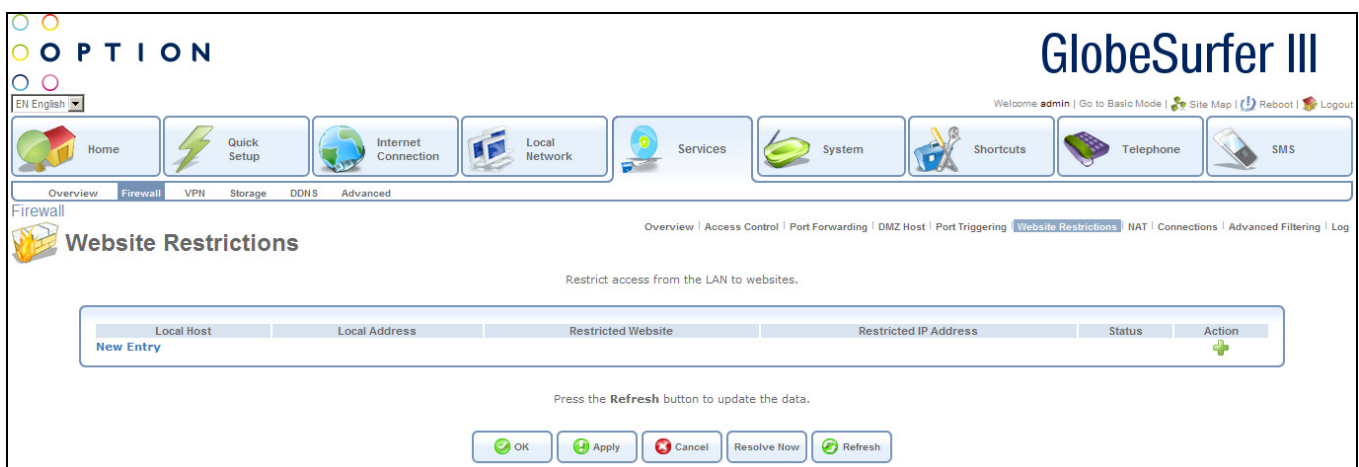 OPTION
GlobeSurfer III
EN English
Welcome admin | Go to Basic Mode | Site Map | Reboot | Logout
Home
Quick Setup
Internet Connection
Local Network
Services
System
Shortcuts
Telephone
SMS
Overview Firewall VPN Storage DDNS Advanced
Firewall
Website Restrictions
Overview | Access Control | Port Forwarding | DMZ Host | Port Triggering | Website Restrictions | NAT | Connections | Advanced Filtering | Log
Restrict access from the LAN to websites.
Local Host Local Address Restricted Website Restricted IP Address Status Action
New Entry
Press the Refresh button to update the data.
OK Apply Cancel Resolve Now Refresh